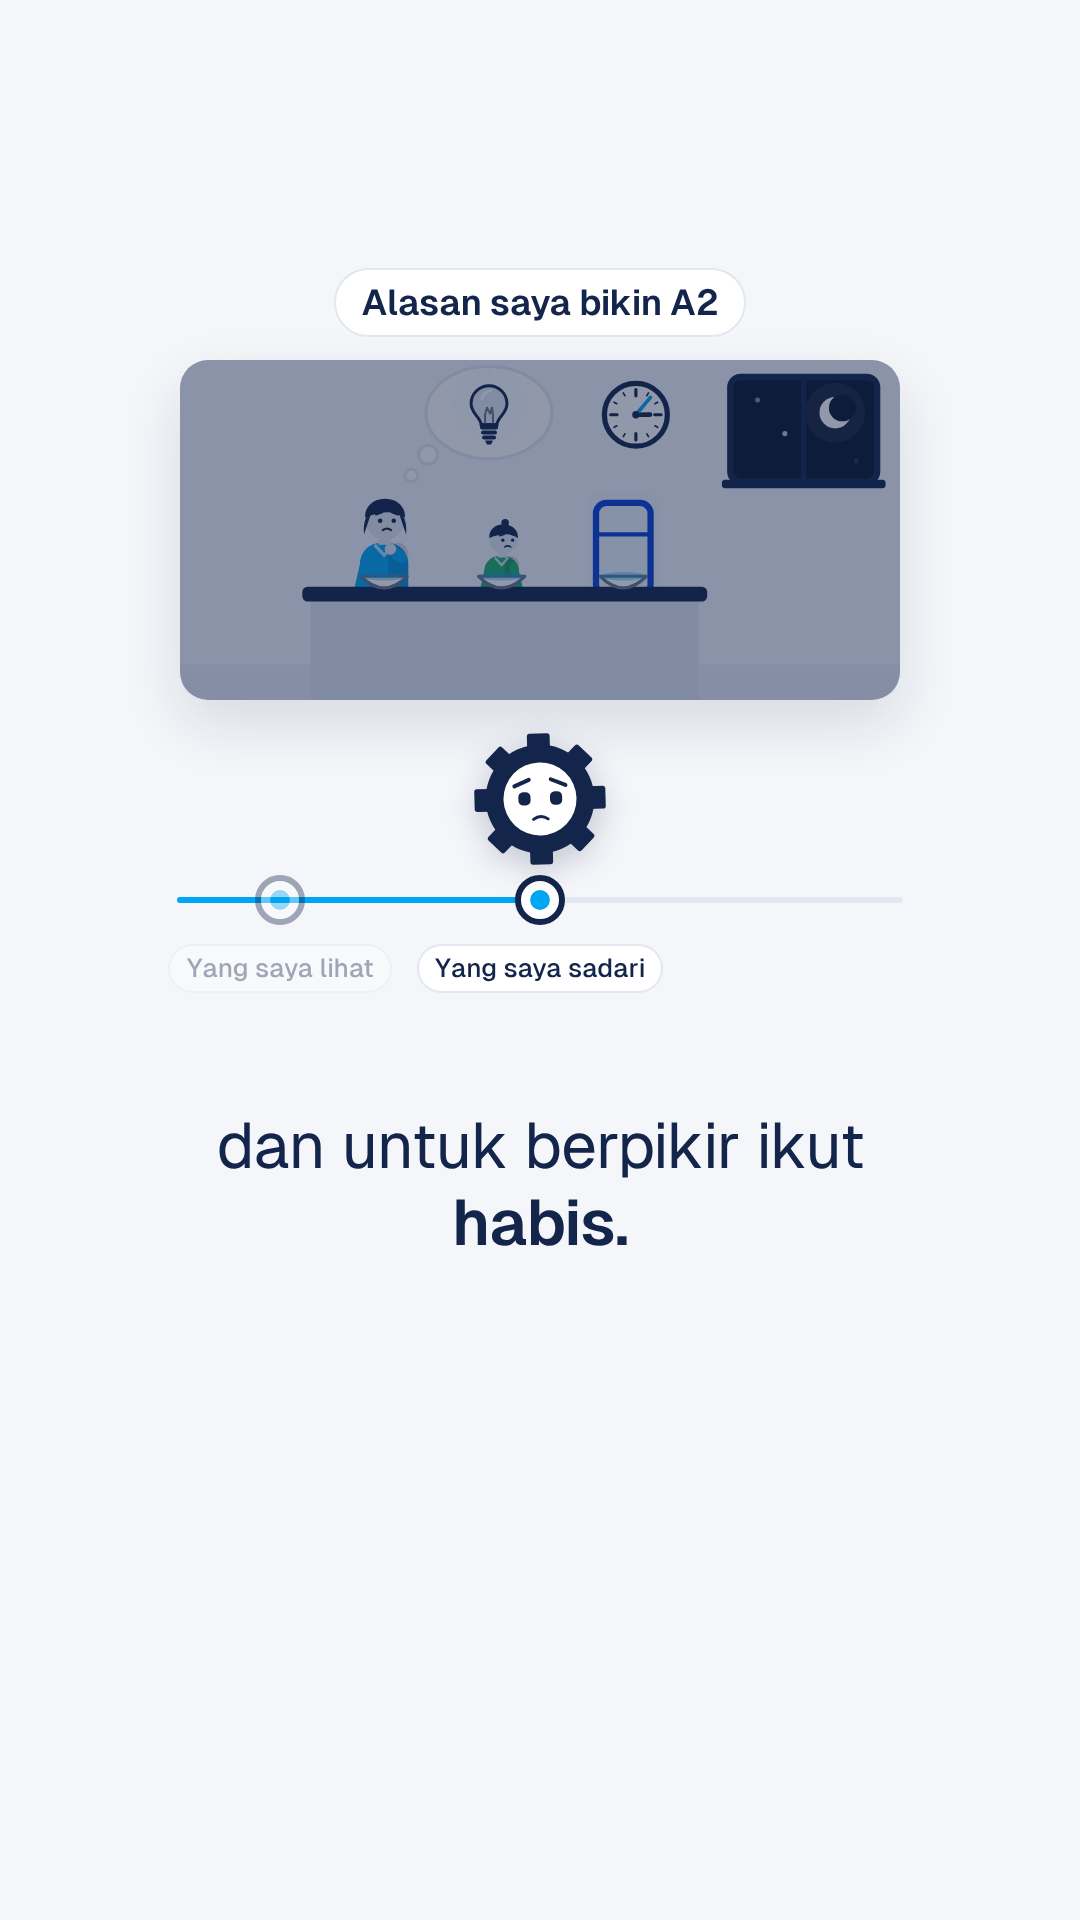 Alasan saya bikin A2
Yang saya lihat
Yang saya sadari
dan untuk berpikir ikut
habis.